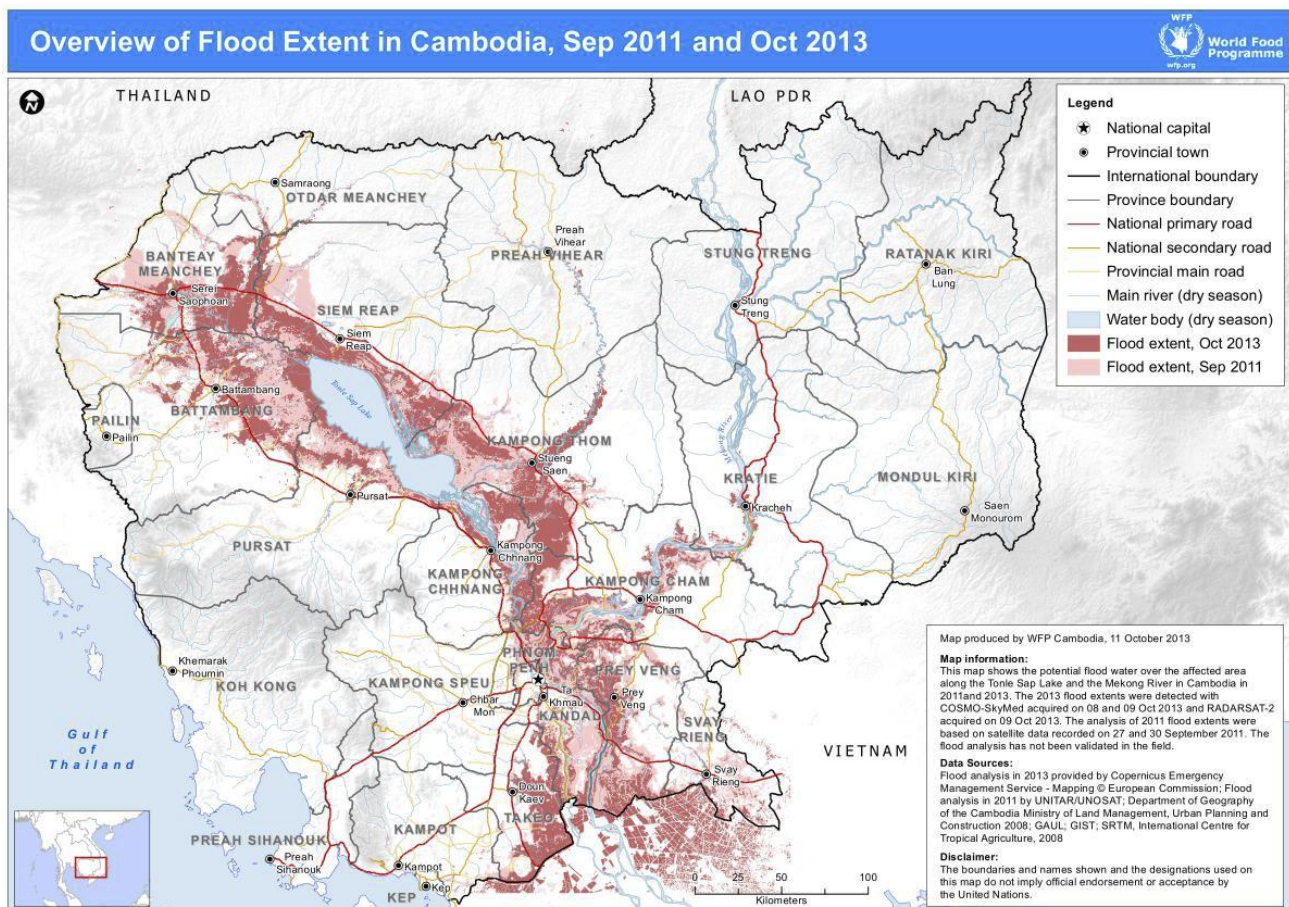 Overview of Flood Extent in Cambodia, Sep 2011 and Oct 2013
WFP
wfp.org
World Food
Programme
N
THAILAND
LAO PDR
Legend
National capital
Provincial town
International boundary
Province boundary
National primary road
National secondary road
Provincial main road
Main river (dry season)
Water body (dry season)
Flood extent, Oct 2013
Flood extent, Sep 2011
Samraong
OTDAR MEANCHEY
Preah
Vihear
PREAH VIHEAR
STUNG TRENG
RATANAK KIRI
Ban
Lung
BANTEAY
MEANCHEY
Serei
Saophoan
SIEM REAP
Siem
Reap
Stung
Treng
Battambang
BATTAMBANG
Tonle Sap Lake
PAILIN
Pailin
KAMPONG THOM
Stueng
Saen
Mekong River
KRATIE
Kracheh
MONDUL KIRI
Saen
Monourom
Pursat
PURSAT
Kampong
Chhnang
KAMPONG
CHHNANG
KAMPONG CHAM
Kampong
Cham
Khemarak
Phoumin
KOH KONG
PHNOM
PENH
PREY VENG
KAMPONG SPEU
Chbar
Mon
Ta
Khmau
KANDAL
Prey
Veng
SVAY
RIENG
Svay
Rieng
VIETNAM
Gulf
of
Thailand
Doun
Kaev
TAKEO
KAMPOT
PREAH SIHANOUK
Preah
Sihanouk
Kampot
Kep
KEP
0 25 50 100
Kilometers
Map produced by WFP Cambodia, 11 October 2013
Map information:
This map shows the potential flood water over the affected area
along the Tonle Sap Lake and the Mekong River in Cambodia in
2011and 2013. The 2013 flood extents were detected with
COSMO-SkyMed acquired on 08 and 09 Oct 2013 and RADARSAT-2
acquired on 09 Oct 2013. The analysis of 2011 flood extents were
based on satellite data recorded on 27 and 30 September 2011. The
flood analysis has not been validated in the field.
Data Sources:
Flood analysis in 2013 provided by Copernicus Emergency
Management Service - Mapping © European Commission; Flood
analysis in 2011 by UNITAR/UNOSAT; Department of Geography
of the Cambodia Ministry of Land Management, Urban Planning and
Construction 2008; GAUL; GIST; SRTM, International Centre for
Tropical Agriculture, 2008
Disclaimer:
The boundaries and names shown and the designations used on
this map do not imply official endorsement or acceptance by
the United Nations.